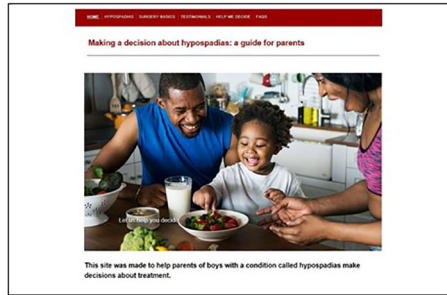 HOME HYPOSPADIAS SURGERY BASICS TESTIMONIALS HELP ME DECIDE FAQS
Making a decision about hypospadias: a guide for parents
Let us help you decide
This site was made to help parents of boys with a condition called hypospadias make
decisions about treatment.